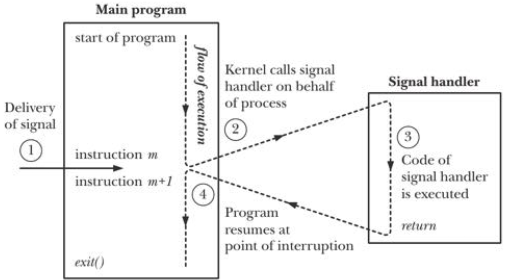 Main program
start of program
flow of execution
Kernel calls signal
handler on behalf
of process
Signal handler
Delivery
of signal
1
2
3
instruction m
instruction m+1
Code of
signal handler
is executed
4
Program
resumes at
point of interruption
return
exit()